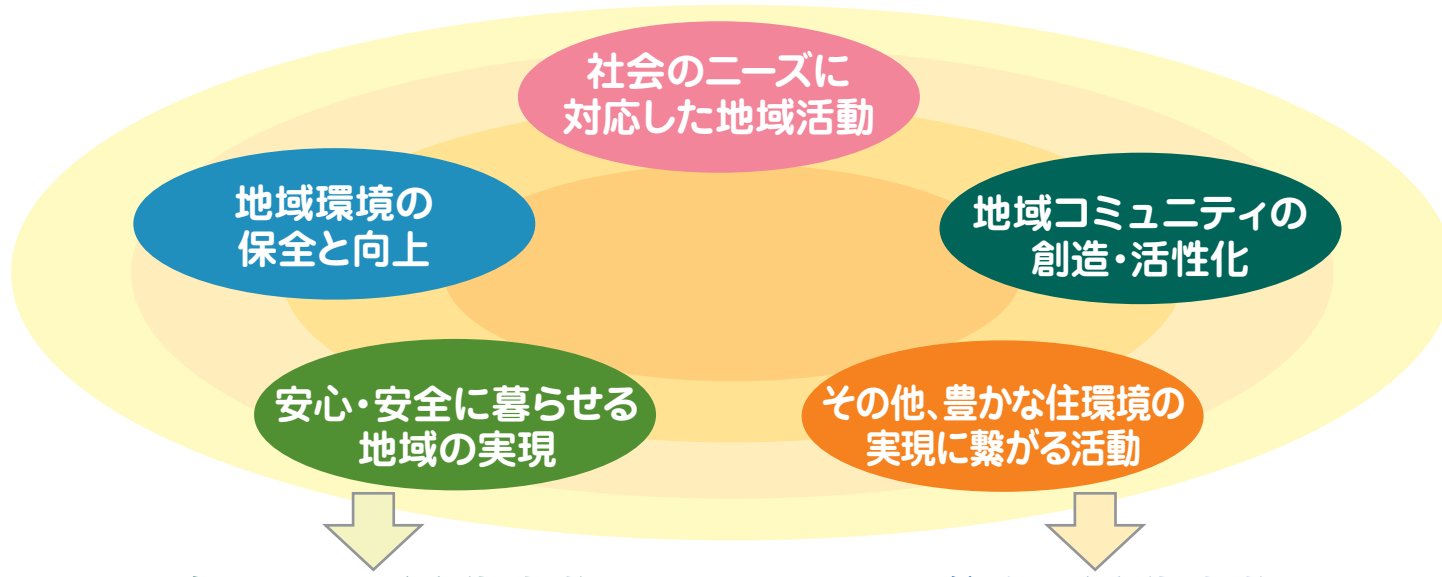 社会のニーズに
対応した地域活動
地域環境の
保全と向上
地域コミュニティの
創造・活性化
安心・安全に暮らせる
地域の実現
その他、豊かな住環境の
実現に繋がる活動